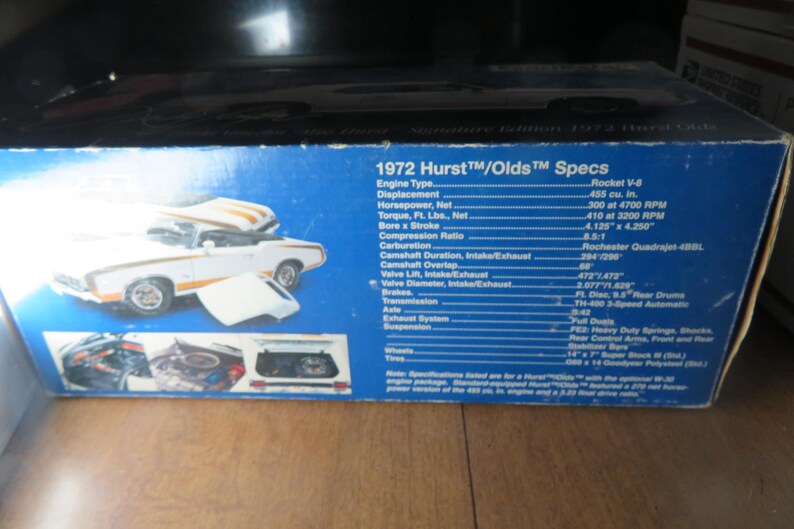 UNITED STATES
Signature Edition 1972 Hurst Olds
1972 Hurst™/Olds™ Specs
Engine Type Rocket V-8
Displacement 455 cu. in.
Horsepower, Net 300 at 4700 RPM
Torque, Ft. Lbs., Net 410 at 3200 RPM
Bore x Stroke 4.125" x 4.250"
Compression Ratio 8.5:1
Carburetion Rochester Quadrajet-4BBL
Camshaft Duration, Intake/Exhaust 294°/296°
Camshaft Overlap 68°
Valve Lift, Intake/Exhaust .472"/.472"
Valve Diameter, Intake/Exhaust 2.077"/1.629"
Brakes Ft. Disc, 9.5" Rear Drums
Transmission TH-400 3-Speed Automatic
Axle 3:42
Exhaust System Full Duals
Suspension FE2: Heavy Duty Springs, Shocks,
Rear Control Arms, Front and Rear
Stabilizer Bars
Wheels 14" x 7" Super Stock III (Std.)
Tires G60 x 14 Goodyear Polysteel (Std.)
Note: Specifications listed are for a Hurst™/Olds™ with the optional W-30
engine package. Standard-equipped Hurst™/Olds™ featured a 270 net horse-
power version of the 455 cu. in. engine and a 3.23 final drive ratio.